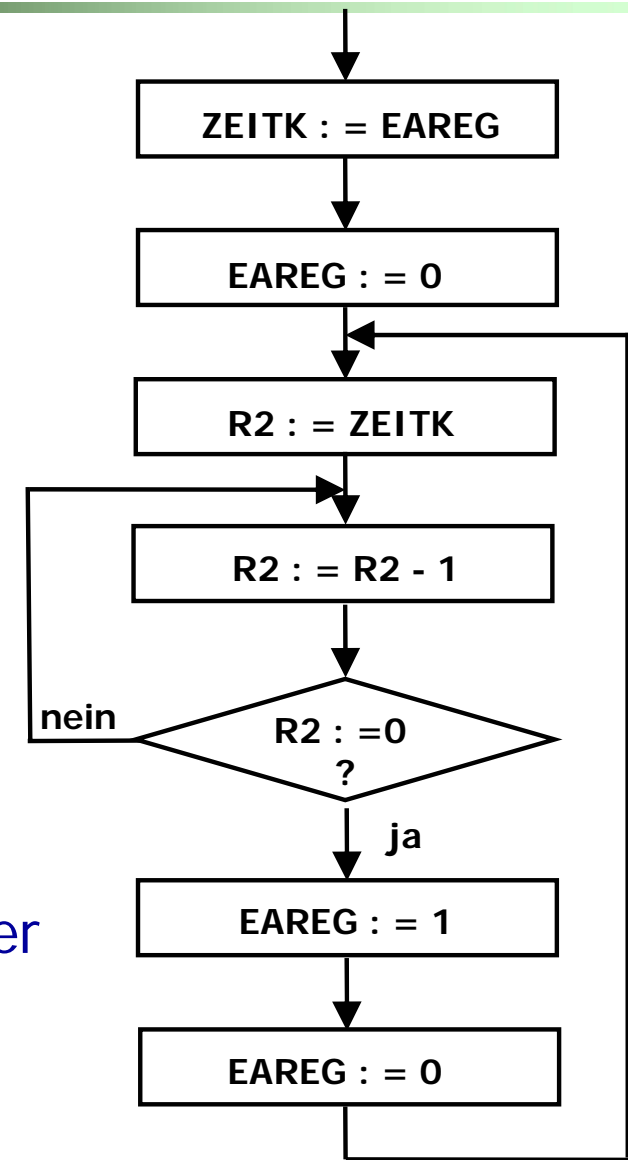 ZEITK : = EAREG
EAREG : = 0
R2 : = ZEITK
R2 : = R2 - 1
nein
R2 : =0
?
ja
er
EAREG : = 1
EAREG : = 0